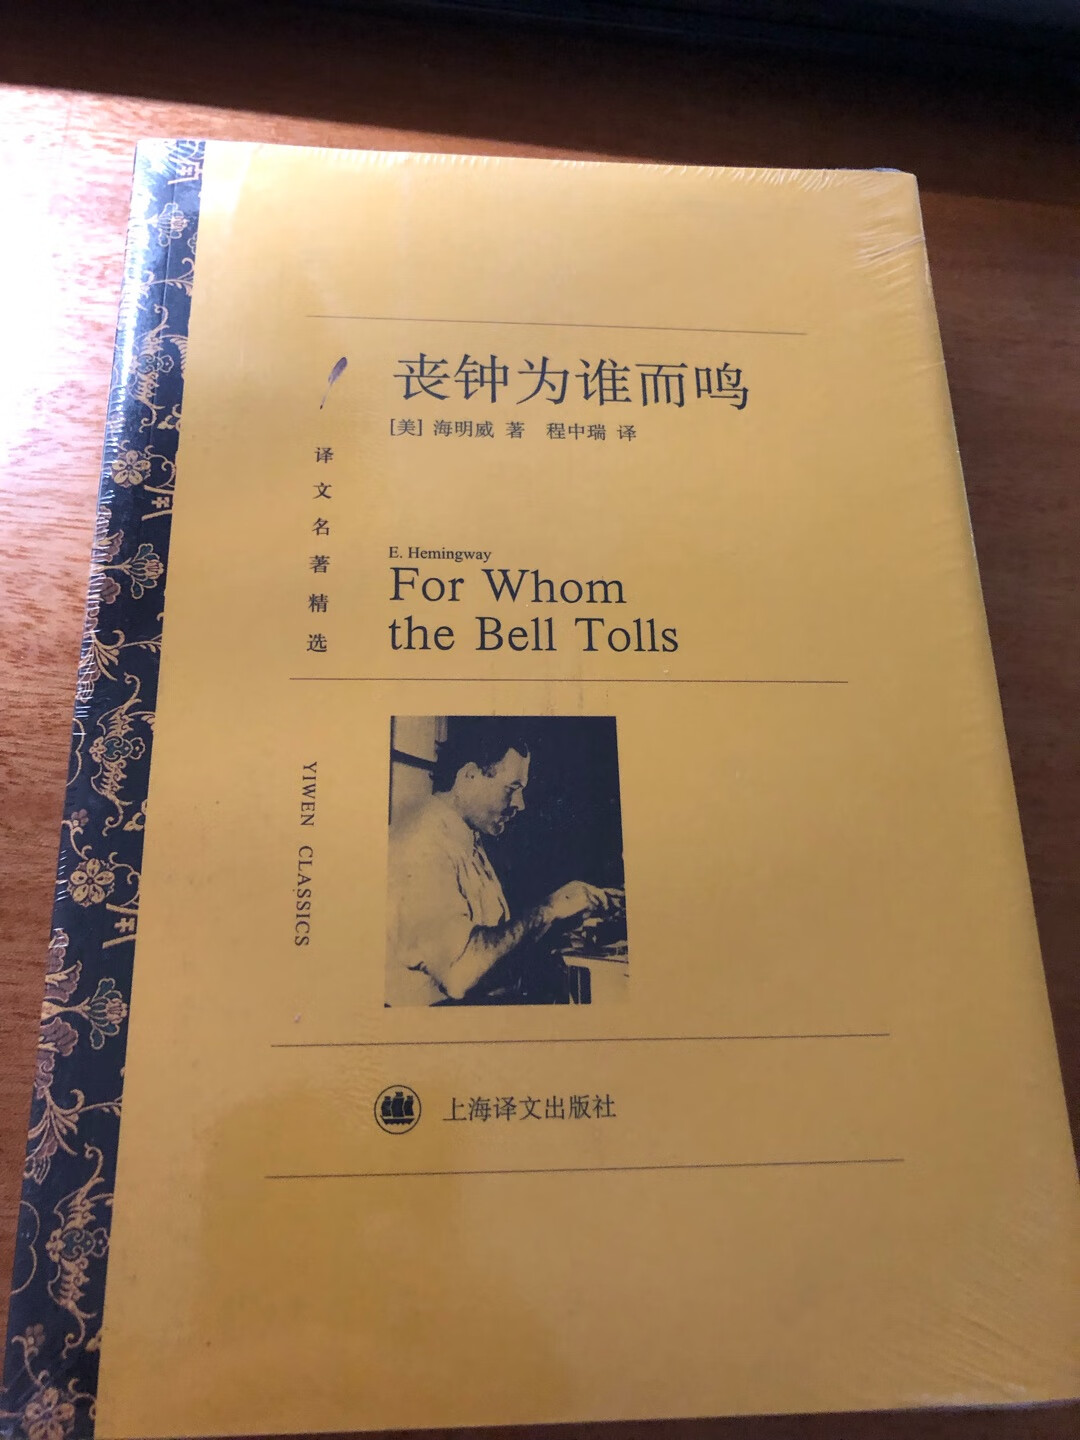 丧钟为谁而鸣
[美] 海明威 著 程中瑞 译
译文名著精选
E. Hemingway
For Whom
the Bell Tolls
YIWEN CLASSICS
上海译文出版社